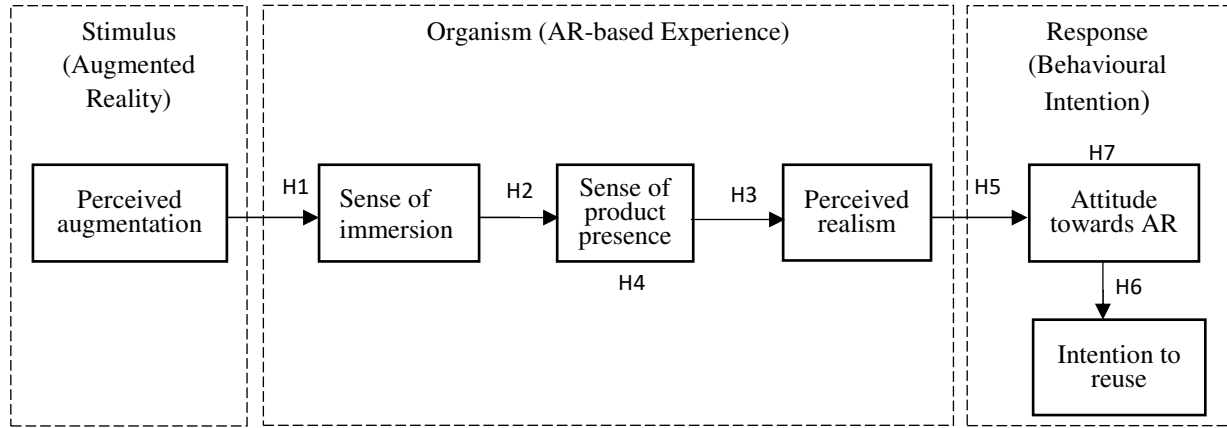 Stimulus
(Augmented
Reality)
Organism (AR-based Experience)
Response
(Behavioural
Intention)
Perceived
augmentation
H1
Sense of
immersion
H2
Sense of
product
presence
H4
H3
Perceived
realism
H5
H7
Attitude
towards AR
H6
Intention to
reuse